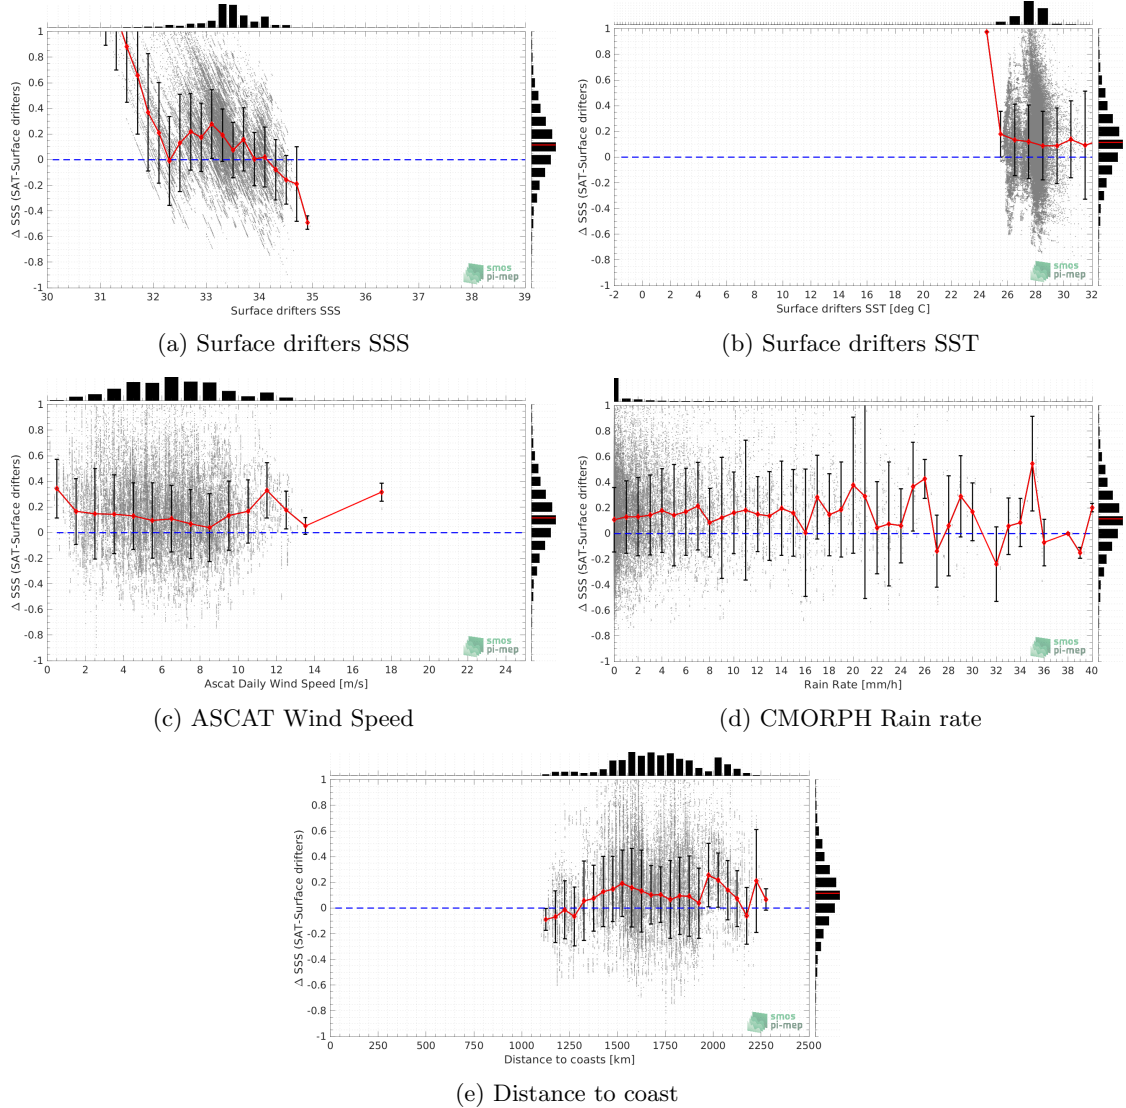 1
0.8
0.6
0.4
0.2
0
-0.2
-0.4
-0.6
-0.8
-1
Δ SSS (SAT-Surface drifters)
smos
pi-mep
30 31 32 33 34 35 36 37 38 39
Surface drifters SSS
(a) Surface drifters SSS
1
0.8
0.6
0.4
0.2
0
0.2
0.4
0.6
0.8
1
Δ SSS (SAT-Surface drifters)
smos
pi-mep
-2 0 2 4 6 8 10 12 14 16 18 20 22 24 26 28 30 32
Surface drifters SST [deg C]
(b) Surface drifters SST
1
0.8
0.6
0.4
0.2
0
-0.2
-0.4
-0.6
-0.8
-1
Δ SSS (SAT-Surface drifters)
smos
pi-mep
0 2 4 6 8 10 12 14 16 18 20 22 24
Ascat Daily Wind Speed [m/s]
(c) ASCAT Wind Speed
1
0.8
0.6
0.4
0.2
0
0.2
0.4
0.6
0.8
-1
Δ SSS (SAT-Surface drifters)
smos
pi-mep
0 2 4 6 8 10 12 14 16 18 20 22 24 26 28 30 32 34 36 38 40
Rain Rate [mm/h]
(d) CMORPH Rain rate
1
0.8
0.6
0.4
0.2
0
-0.2
-0.4
-0.6
-0.8
-1
Δ SSS (SAT-Surface drifters)
smos
pi-mep
0 250 500 750 1000 1250 1500 1750 2000 2250 2500
Distance to coasts [km]
(e) Distance to coast